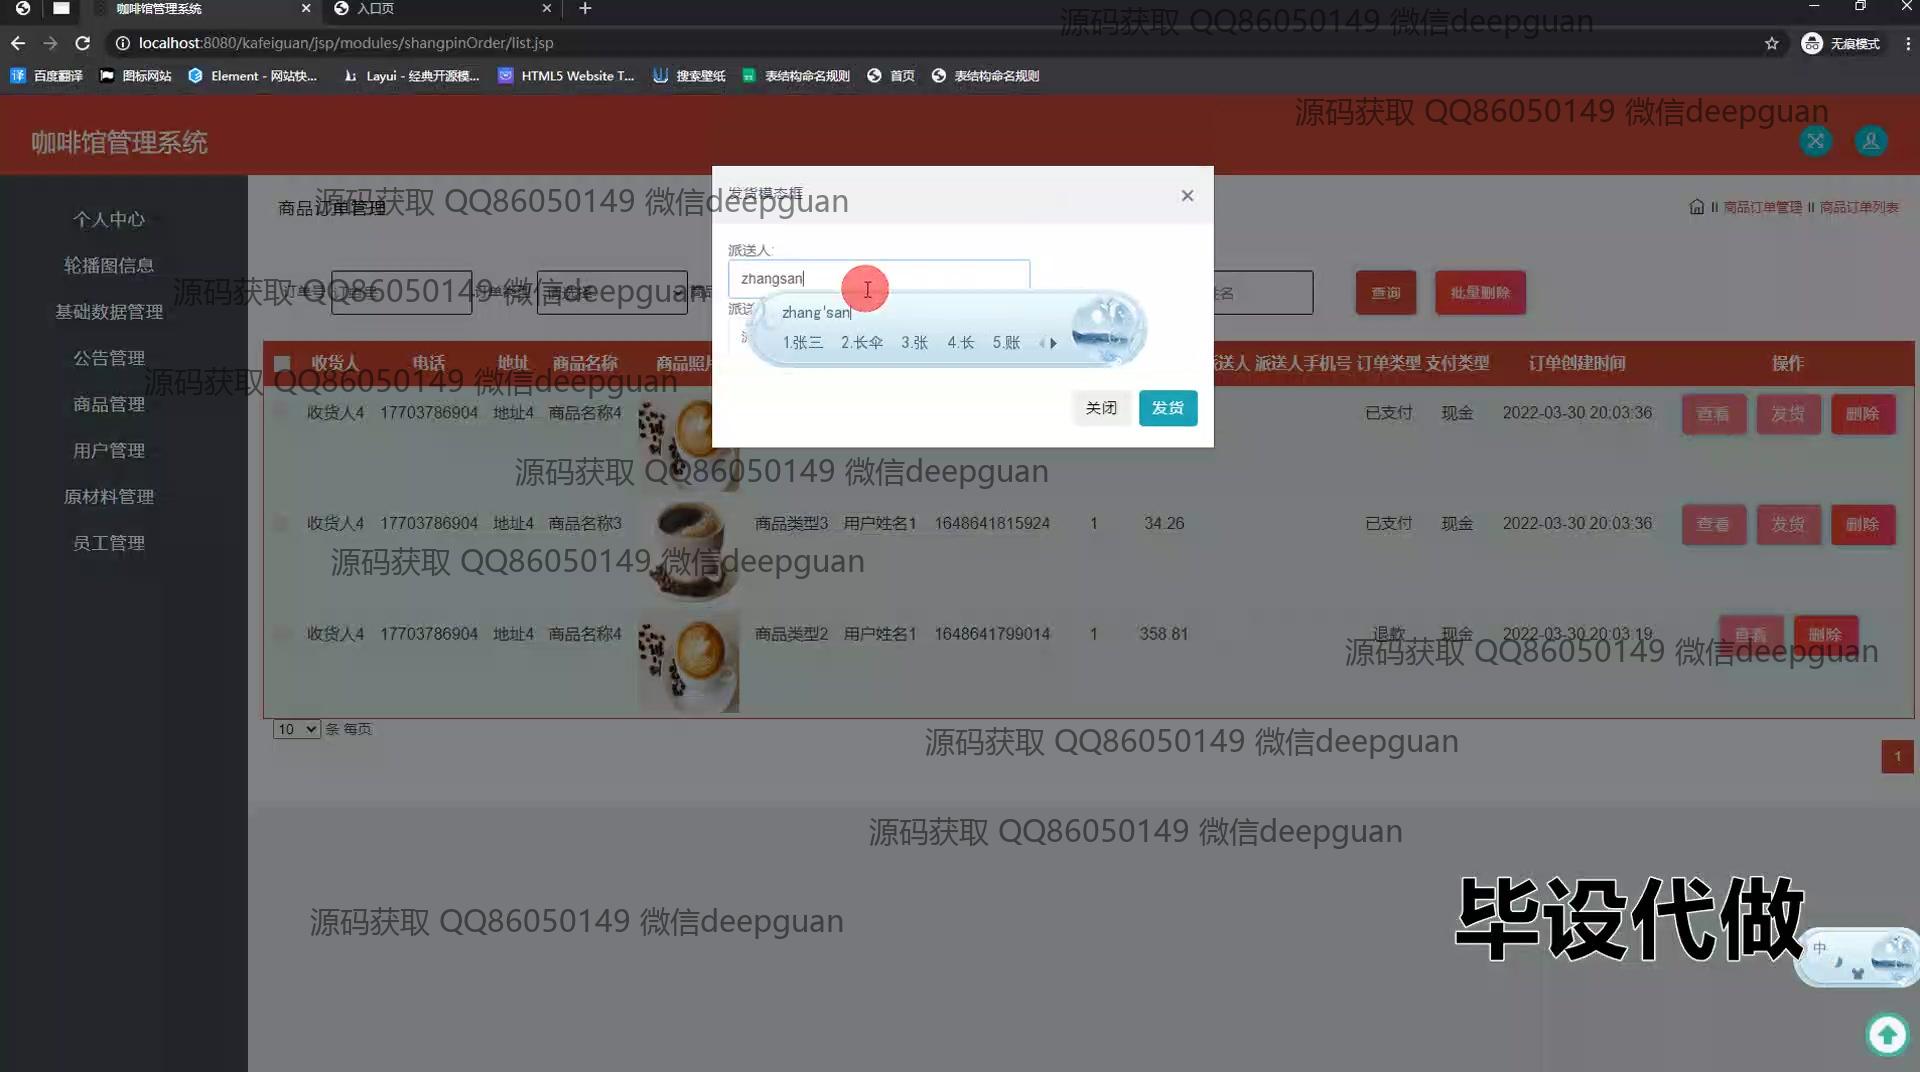 咖啡馆管理系统
入口页
localhost:8080/kafeiguan/jsp/modules/shangpinOrder/list.jsp
无痕模式
百度翻译
图标网站
Element - 网站快...
Layui - 经典开源模...
HTML5 Website T...
搜索壁纸
表结构命名规则
首页
表结构命名规则
源码获取 QQ86050149 微信deepguan
源码获取 QQ86050149 微信deepguan
咖啡馆管理系统
个人中心
轮播图信息
基础数据管理
公告管理
商品管理
用户管理
原材料管理
员工管理
商品订单管理
源码获取 QQ86050149 微信deepguan
商品订单管理 II 商品订单列表
发货模态框
派送人:
zhangsan
zhang'san
1.张三 2.长伞 3.张 4.长 5.账
关闭
发货
源码获取 QQ86050149 微信deepguan
姓名
查询
批量删除
收货人 电话 地址 商品名称 商品照片 派送人手机号 订单类型 支付类型 订单创建时间 操作
源码获取 QQ86050149 微信deepguan
收货人4 17703786904 地址4 商品名称4 已支付 现金 2022-03-30 20:03:36 查看 发货 删除
源码获取 QQ86050149 微信deepguan
收货人4 17703786904 地址4 商品名称3 商品类型3 用户姓名1 1648641815924 1 34.26 已支付 现金 2022-03-30 20:03:36 查看 发货 删除
源码获取 QQ86050149 微信deepguan
收货人4 17703786904 地址4 商品名称4 商品类型2 用户姓名1 1648641799014 1 358.81 退款 现金 2022-03-30 20:03:19 查看 删除
源码获取 QQ86050149 微信deepguan
10 条 每页
源码获取 QQ86050149 微信deepguan
1
源码获取 QQ86050149 微信deepguan
源码获取 QQ86050149 微信deepguan
毕设代做
中